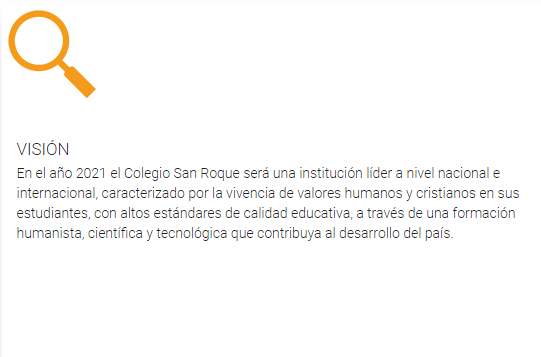 VISIÓN
En el año 2021 el Colegio San Roque será una institución líder a nivel nacional e
internacional, caracterizado por la vivencia de valores humanos y cristianos en sus
estudiantes, con altos estándares de calidad educativa, a través de una formación
humanista, científica y tecnológica que contribuya al desarrollo del país.